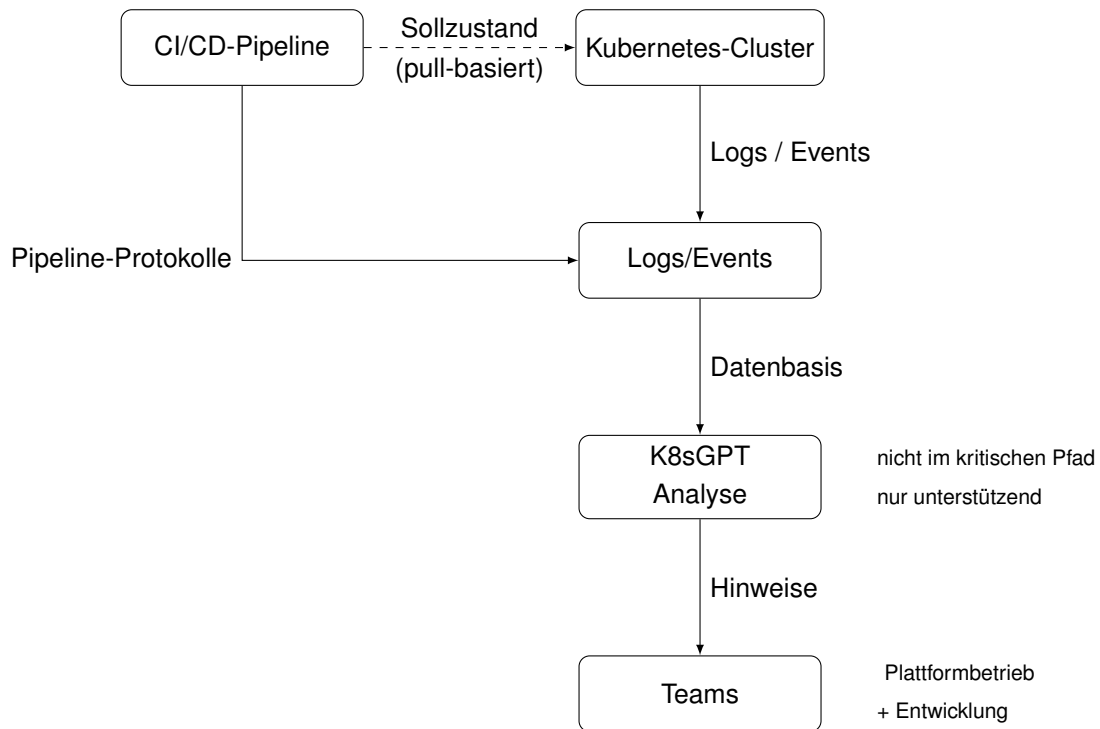 CI/CD-Pipeline
Sollzustand
(pull-basiert)
Kubernetes-Cluster
Logs / Events
Pipeline-Protokolle
Logs/Events
Datenbasis
K8sGPT
Analyse
nicht im kritischen Pfad
nur unterstützend
Hinweise
Teams
Plattformbetrieb
+ Entwicklung